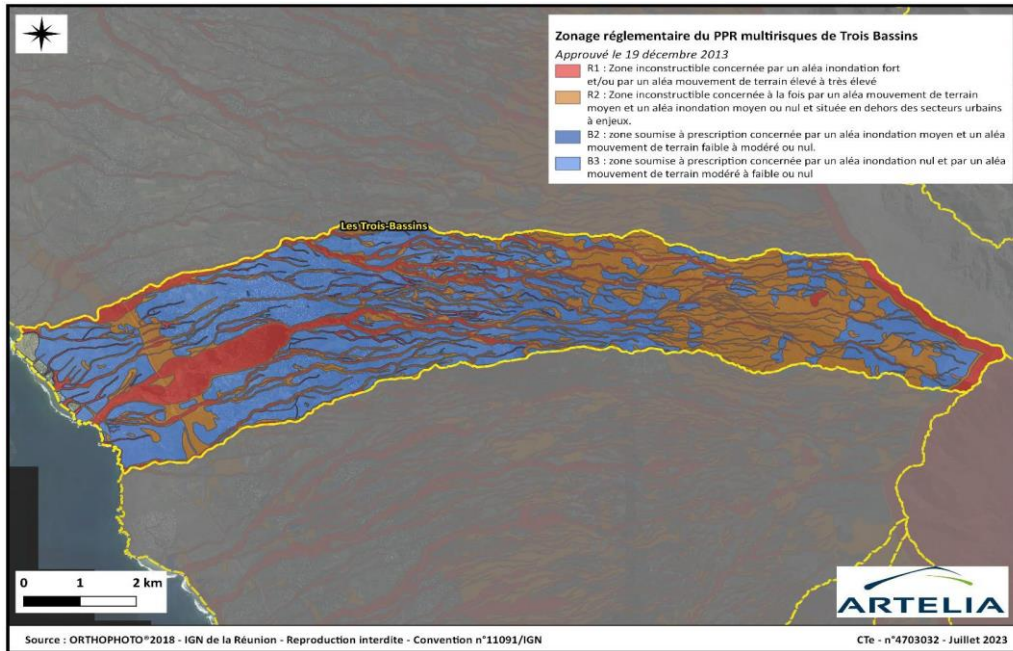 Zonage réglementaire du PPR multirisques de Trois Bassins
Approuvé le 19 décembre 2013
R1 : Zone inconstructible concernée par un aléa inondation fort
et/ou par un aléa mouvement de terrain élevé à très élevé
R2 : Zone inconstructible concernée à la fois par un aléa mouvement de terrain
moyen et un aléa inondation moyen ou nul et située en dehors des secteurs urbains
à enjeux.
B2 : zone soumise à prescription concernée par un aléa inondation moyen et un aléa
mouvement de terrain faible à modéré ou nul.
B3 : zone soumise à prescription concernée par un aléa inondation nul et par un aléa
mouvement de terrain modéré à faible ou nul
Les Trois-Bassins
0 1 2 km
ARTELIA
Source : ORTHOPHOTO®2018 - IGN de la Réunion - Reproduction interdite - Convention n°11091/IGN
CTe - n°4703032 - Juillet 2023